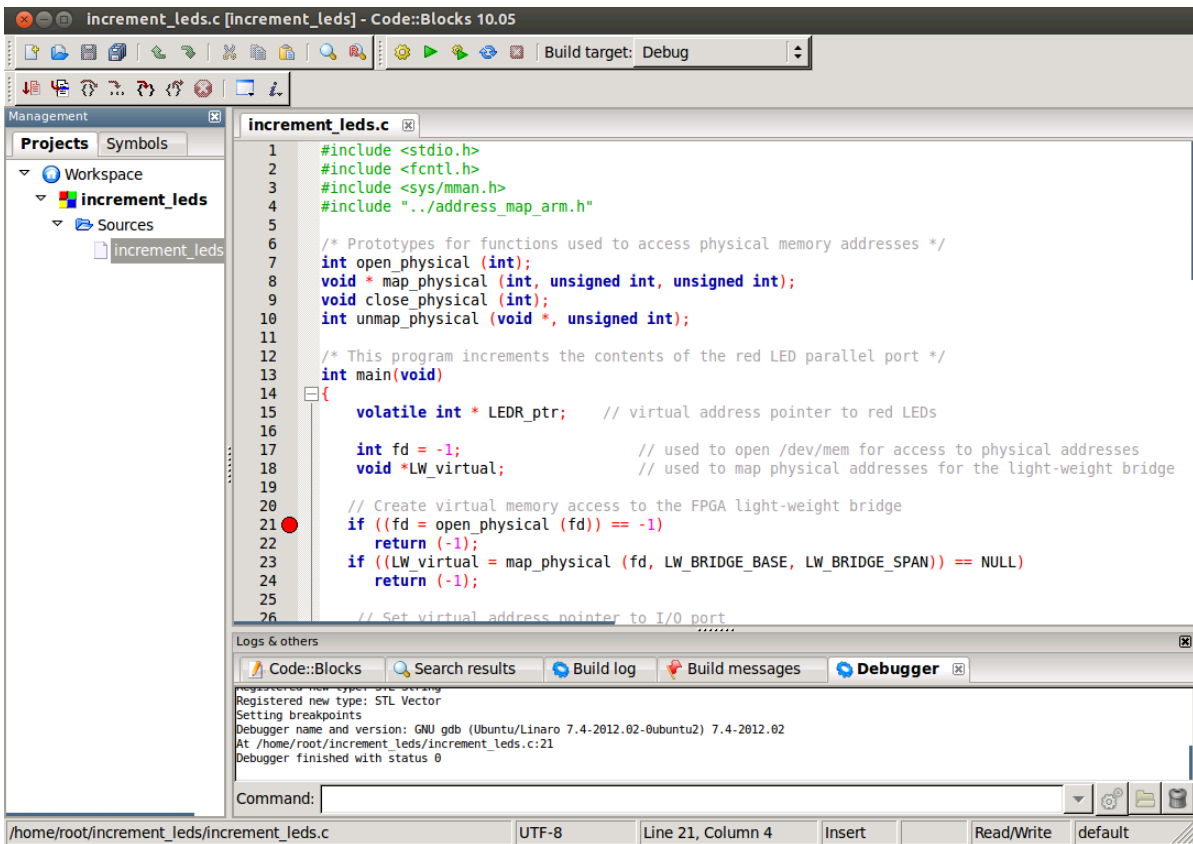 increment_leds.c [increment_leds] - Code::Blocks 10.05
Build target: Debug
Management
Projects Symbols
Workspace
increment_leds
Sources
increment_leds
increment_leds.c
1 #include <stdio.h>
2 #include <fcntl.h>
3 #include <sys/mman.h>
4 #include "../address_map_arm.h"
5
6 /* Prototypes for functions used to access physical memory addresses */
7 int open_physical (int);
8 void * map_physical (int, unsigned int, unsigned int);
9 void close_physical (int);
10 int unmap_physical (void *, unsigned int);
11
12 /* This program increments the contents of the red LED parallel port */
13 int main(void)
14 {
15 volatile int * LEDR_ptr; // virtual address pointer to red LEDs
16
17 int fd = -1; // used to open /dev/mem for access to physical addresses
18 void *LW_virtual; // used to map physical addresses for the light-weight bridge
19
20 // Create virtual memory access to the FPGA light-weight bridge
21 if ((fd = open_physical (fd)) == -1)
22 return (-1);
23 if ((LW_virtual = map_physical (fd, LW_BRIDGE_BASE, LW_BRIDGE_SPAN)) == NULL)
24 return (-1);
25
26 // Set virtual address pointer to I/O port
Logs & others
Code::Blocks Search results Build log Build messages Debugger
Registered new type: STL String
Registered new type: STL Vector
Setting breakpoints
Debugger name and version: GNU gdb (Ubuntu/Linaro 7.4-2012.02-0ubuntu2) 7.4-2012.02
At /home/root/increment_leds/increment_leds.c:21
Debugger finished with status 0
Command:
/home/root/increment_leds/increment_leds.c UTF-8 Line 21, Column 4 Insert Read/Write default